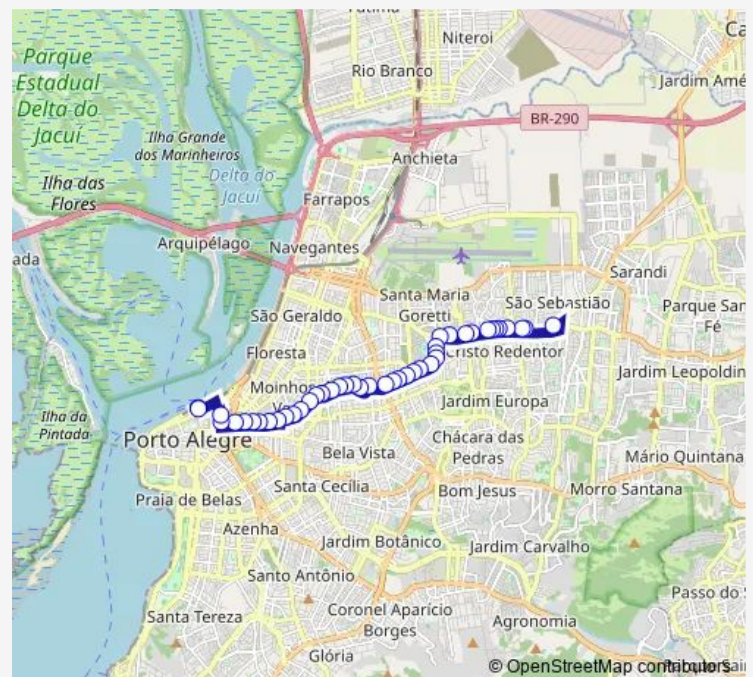 Niteroi
Rio Branco
Jardim Amé
BR-290
Parque
Estadual
Delta do
Jacuí
Ilha Grande
dos Marinheiros
Delta do
Jacuí
Anchieta
Ilha das
Flores
Farrapos
Arquipélago
Navegantes
ada
Sarandi
Santa Maria
Goretti
São Sebastião
Parque San
Fé
São Geraldo
Floresta
Cristo Redentor
Jardim Leopoldin
Moinhos
Jardim Europa
Ilha da
Pintada
Porto Alegre
Chácara das
Pedras
Bela Vista
Mário Quintana
Santa Cecília
Bom Jesus
Morro Santana
Praia de Belas
Azenha
Jardim Botânico
Jardim Carvalho
Santo Antônio
Passo do
Santa Tereza
Coronel Aparicio
Borges
Agronomia
Glória
© OpenStreetMap contributors